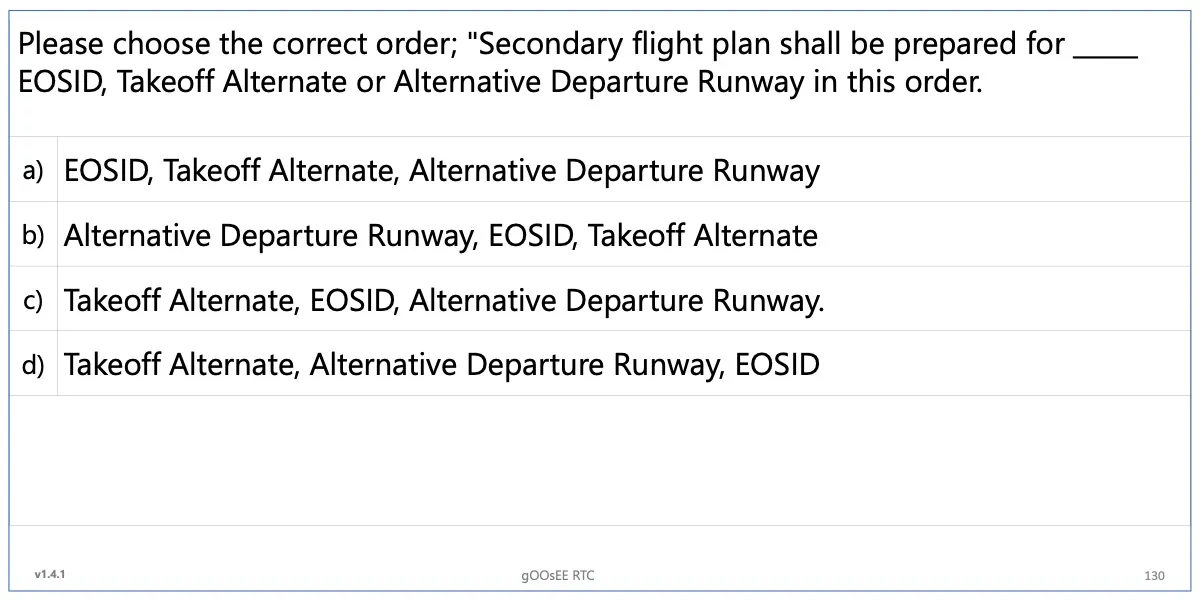 Please choose the correct order; "Secondary flight plan shall be prepared for _____
EOSID, Takeoff Alternate or Alternative Departure Runway in this order.
a) EOSID, Takeoff Alternate, Alternative Departure Runway
b) Alternative Departure Runway, EOSID, Takeoff Alternate
c) Takeoff Alternate, EOSID, Alternative Departure Runway.
d) Takeoff Alternate, Alternative Departure Runway, EOSID
v1.4.1 gOOsEE RTC 130